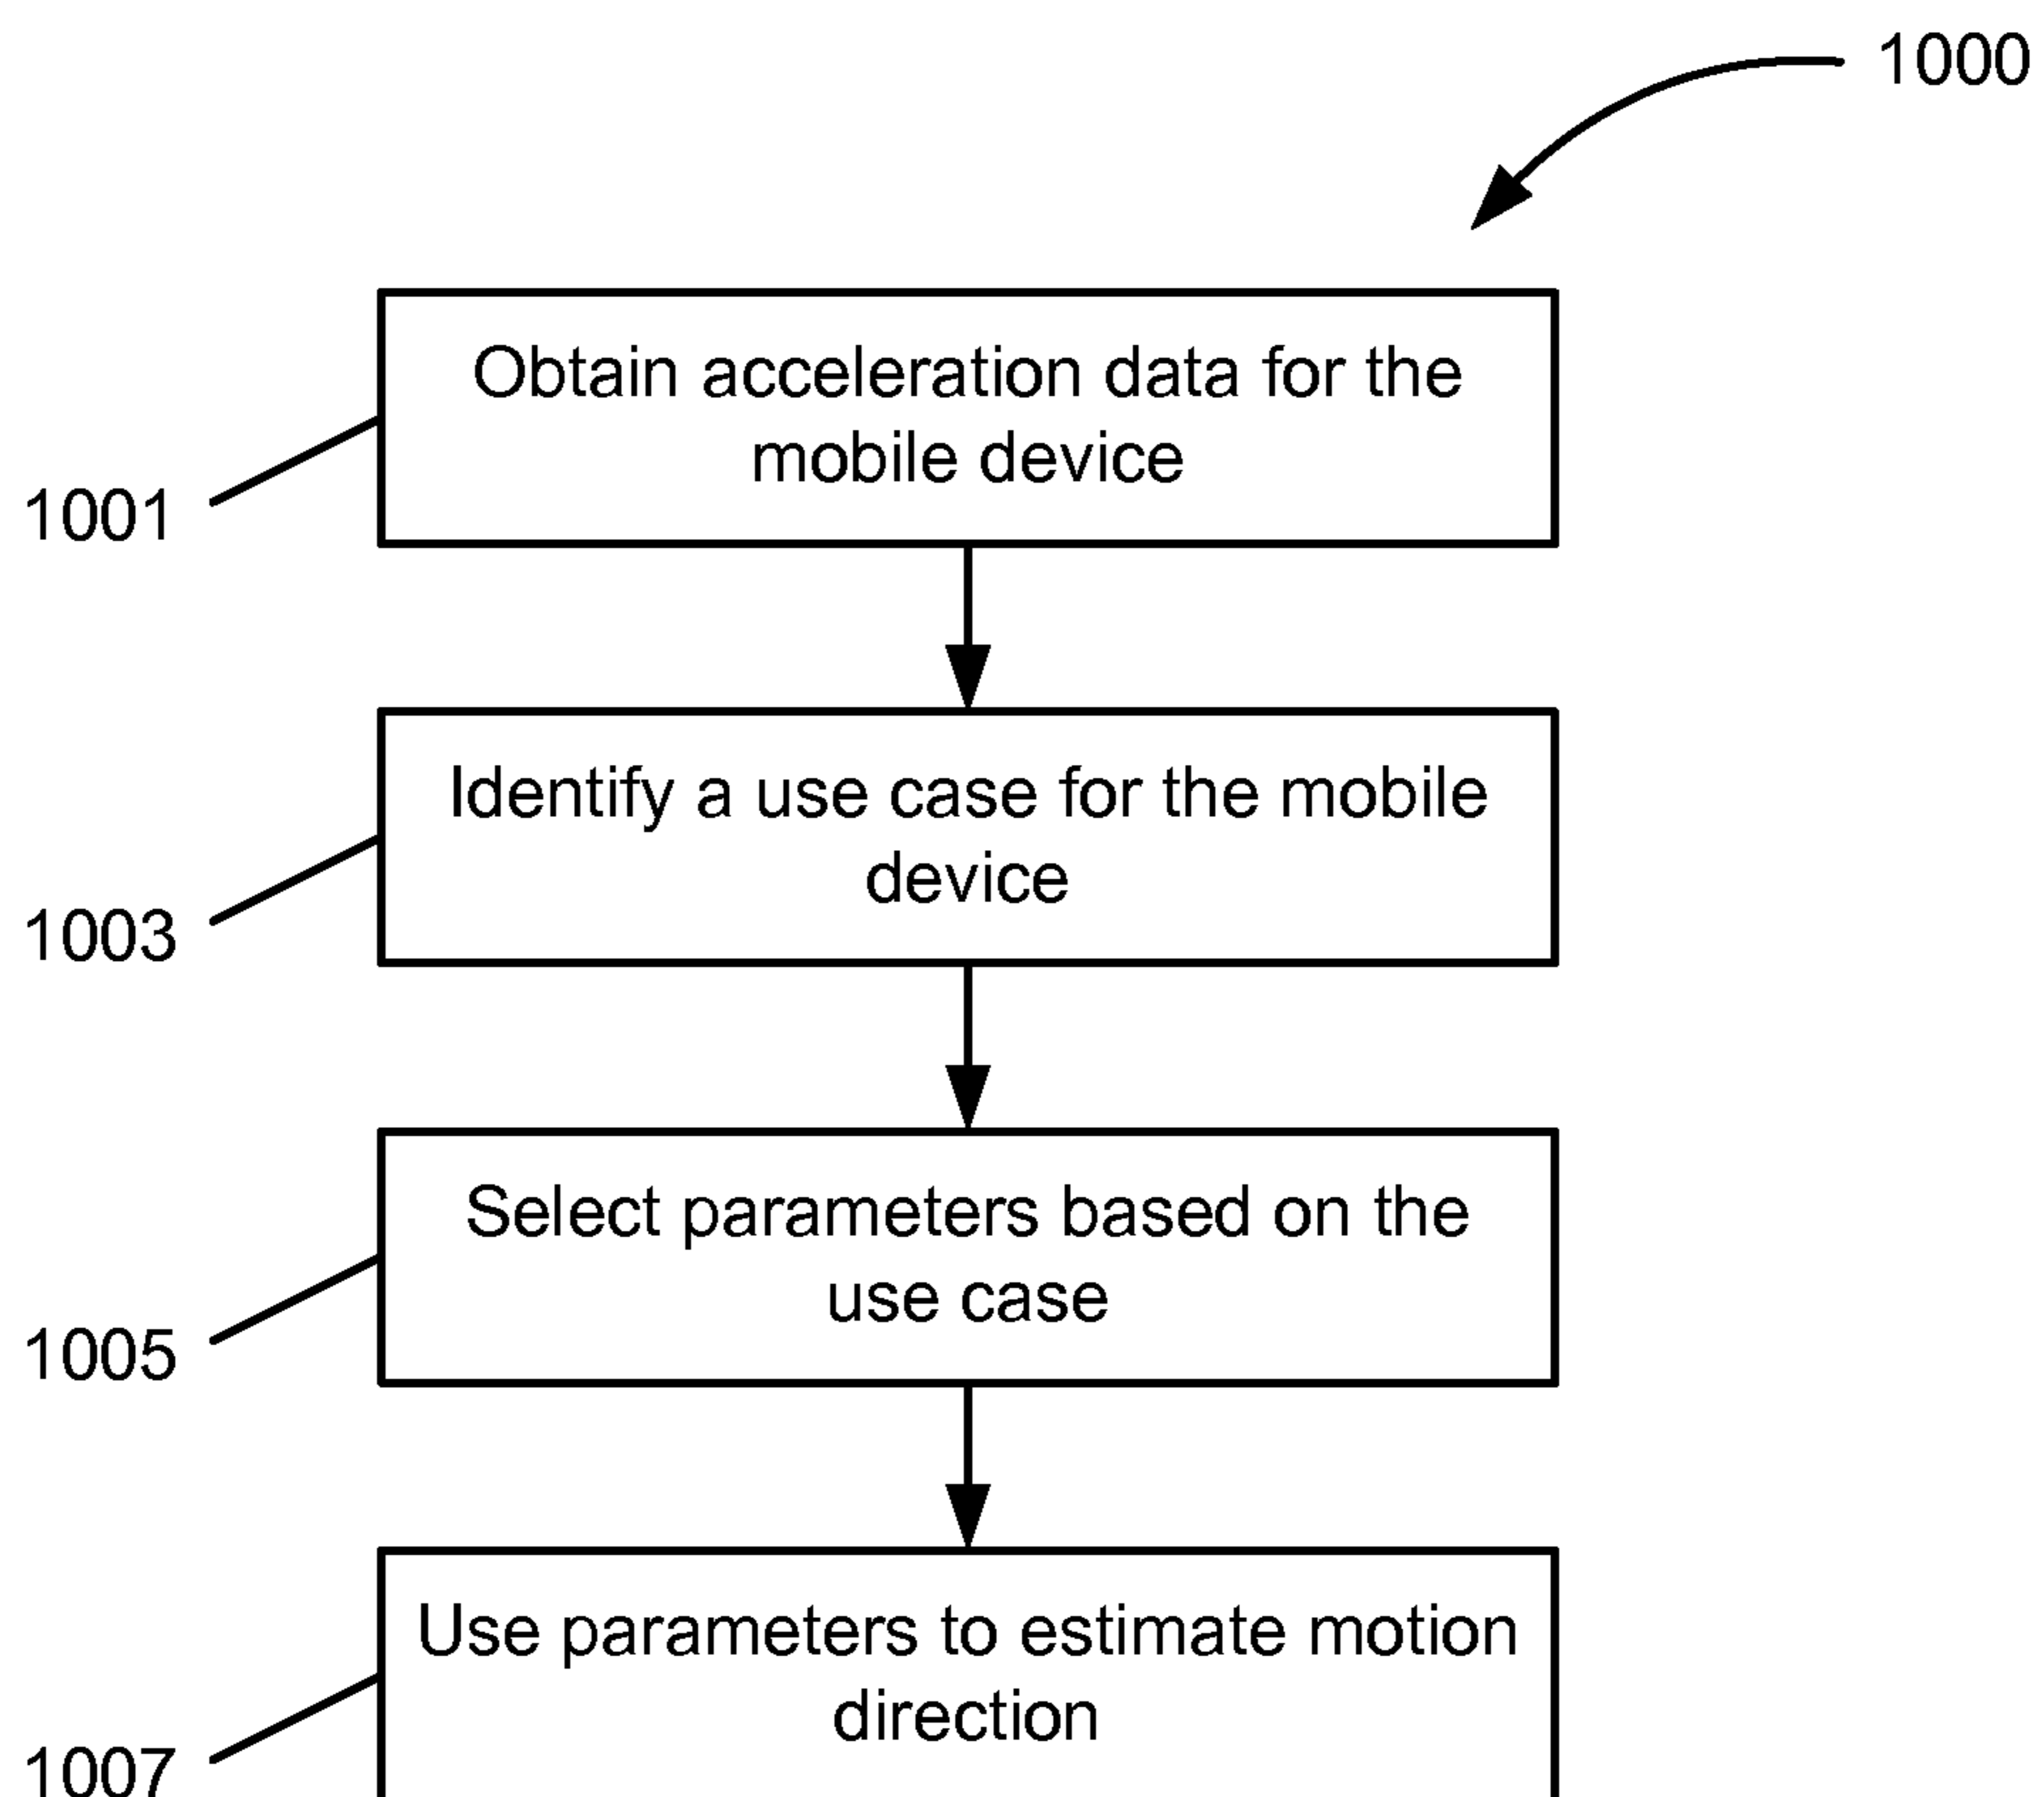 1000
Obtain acceleration data for the
mobile device
1001
Identify a use case for the mobile
device
1003
Select parameters based on the
use case
1005
Use parameters to estimate motion
direction
1007